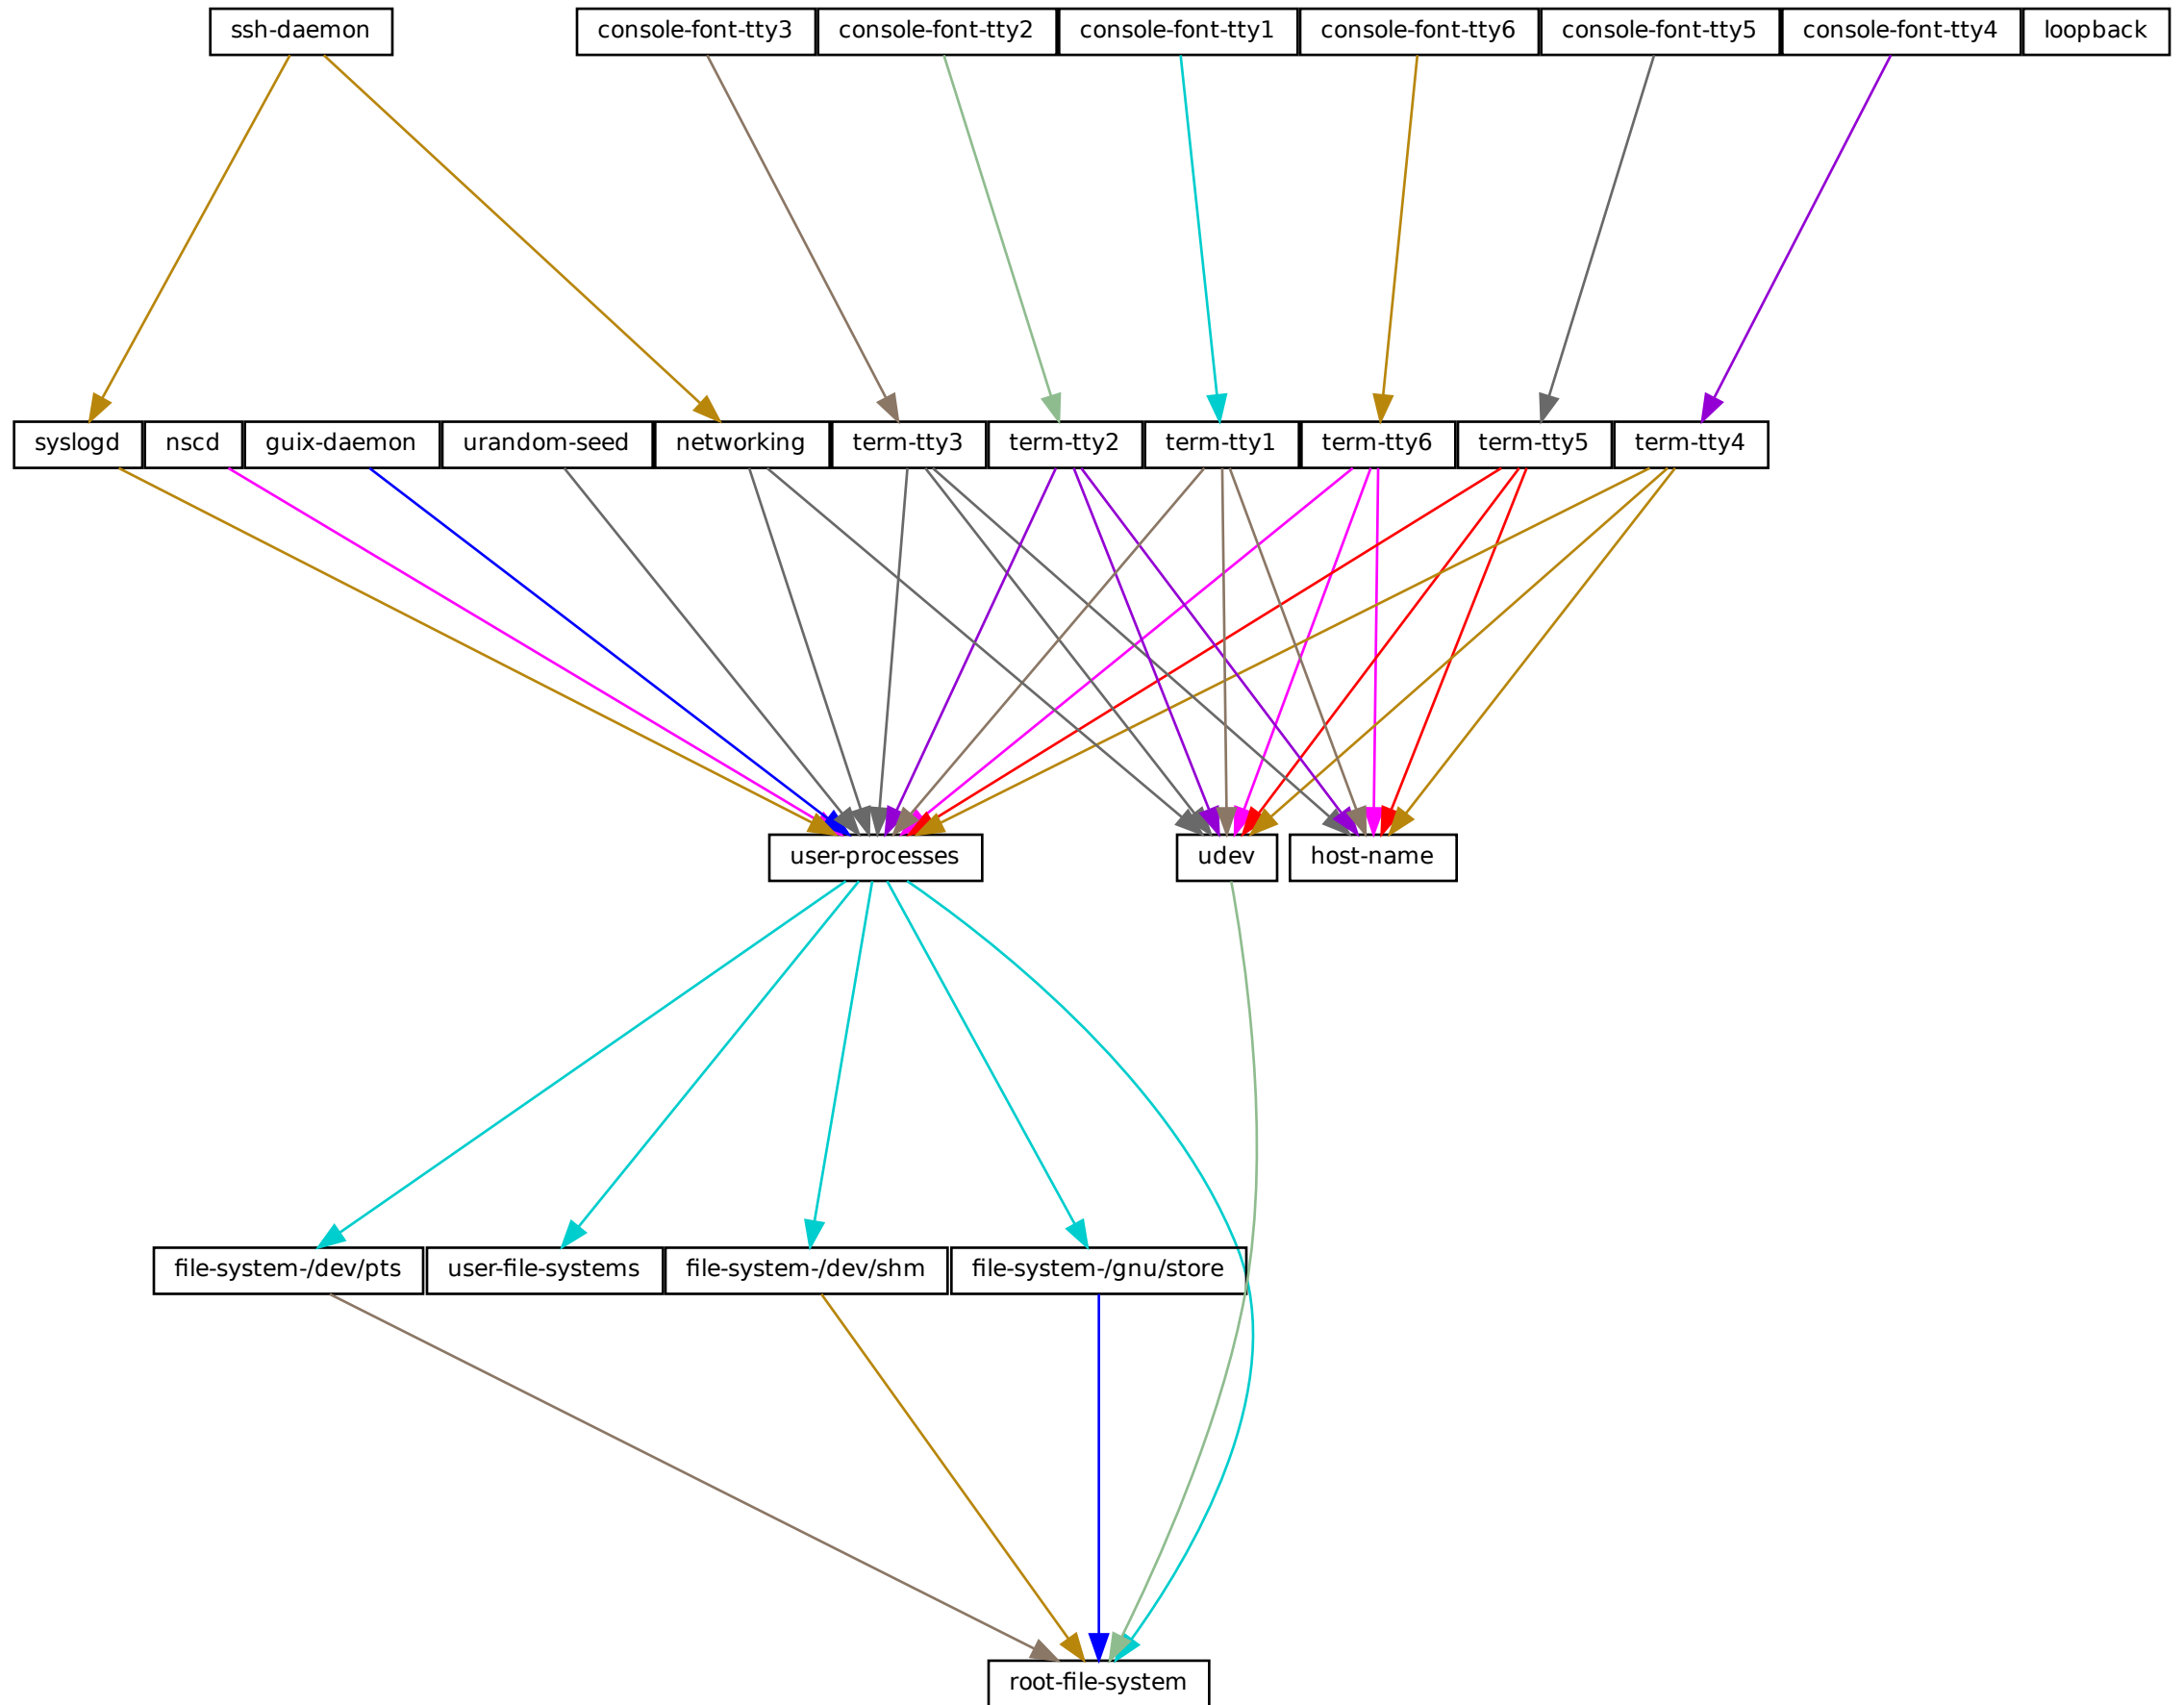 ssh-daemon
console-font-tty3
console-font-tty2
console-font-tty1
console-font-tty6
console-font-tty5
console-font-tty4
loopback
syslogd
nscd
guix-daemon
urandom-seed
networking
term-tty3
term-tty2
term-tty1
term-tty6
term-tty5
term-tty4
user-processes
udev
host-name
file-system-/dev/pts
user-file-systems
file-system-/dev/shm
file-system-/gnu/store
root-file-system